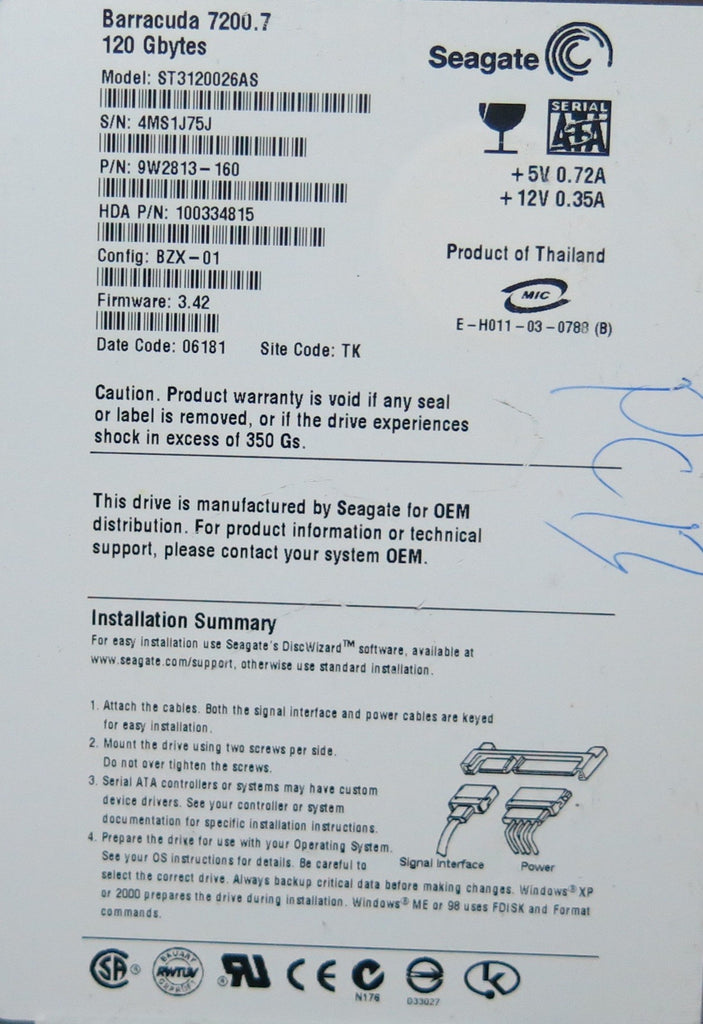 Barracuda 7200.7
120 Gbytes
Model: ST3120026AS
S/N: 4MS1J75J
P/N: 9W2813-160
HDA P/N: 100334815
Config: BZX-01
Firmware: 3.42
Date Code: 06181 Site Code: TK
Seagate
SERIAL
ATA
+5V 0.72A
+12V 0.35A
Product of Thailand
MIC
E-H011-03-0788 (B)
Caution. Product warranty is void if any seal
or label is removed, or if the drive experiences
shock in excess of 350 Gs.
This drive is manufactured by Seagate for OEM
distribution. For product information or technical
support, please contact your system OEM.
Installation Summary
For easy installation use Seagate's DiscWizard™ software, available at
www.seagate.com/support, otherwise use standard installation.
1. Attach the cables. Both the signal interface and power cables are keyed
for easy installation.
2. Mount the drive using two screws per side.
Do not over tighten the screws.
3. Serial ATA controllers or systems may have custom
device drivers. See your controller or system
documentation for specific installation instructions.
4. Prepare the drive for use with your Operating System.
See your OS instructions for details. Be careful to
select the correct drive. Always backup critical data before making changes. Windows® XP
or 2000 prepares the drive during installation. Windows® ME or 98 uses FDISK and Format
commands.
Signal Interface
Power
SA ®
BAUART
RWTUV
GEPRÜFT
® RU
CE
N176
D33027